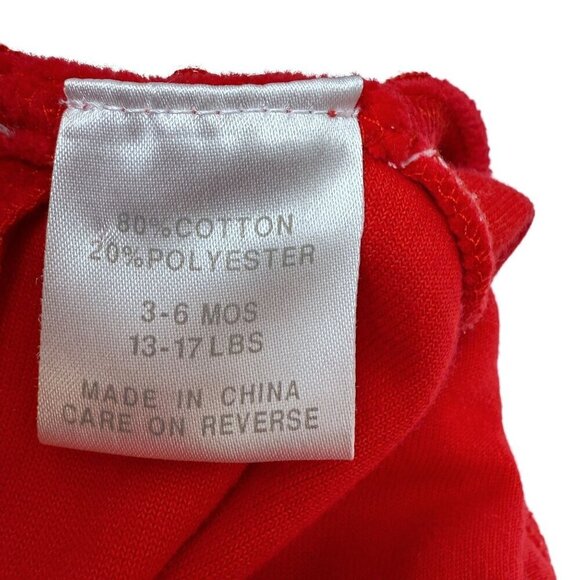 80% COTTON
20% POLYESTER
3-6 MOS
13-17 LBS
MADE IN CHINA
CARE ON REVERSE